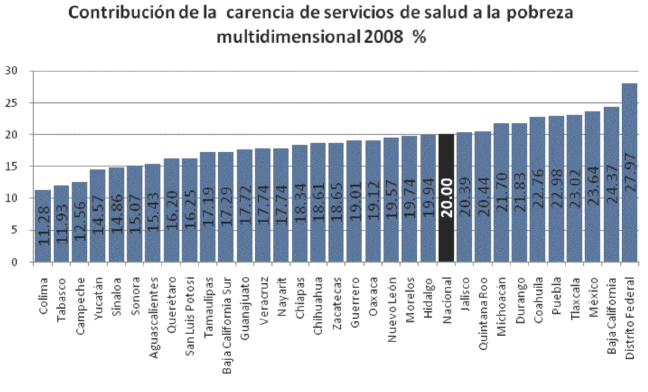 Contribución de la carencia de servicios de salud a la pobreza
multidimensional 2008 %
30
25
20
15
10
5
0
11.28
11.93
12.56
14.57
14.86
15.07
15.43
16.20
16.25
17.19
17.29
17.72
17.74
17.74
18.34
18.61
18.65
19.01
19.12
19.57
19.74
19.94
20.00
20.39
20.44
21.70
21.83
22.76
22.98
23.02
23.64
24.37
27.97
Colima
Tabasco
Campeche
Yucatán
Sinaloa
Sonora
Aguascalientes
Querétaro
San Luis Potosí
Tamaulipas
Baja California Sur
Guanajuato
Veracruz
Nayarit
Chiapas
Chihuahua
Zacatecas
Guerrero
Oaxaca
Nuevo León
Morelos
Hidalgo
Nacional
Jalisco
Quintana Roo
Michoacán
Durango
Coahuila
Puebla
Tlaxcala
México
Baja California
Distrito Federal